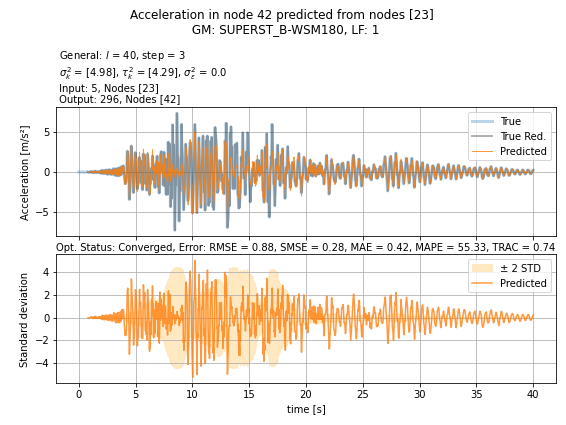 Acceleration in node 42 predicted from nodes [23]
GM: SUPERST_B-WSM180, LF: 1
General: l = 40, step = 3
σ²ₖ = [4.98], τ²ₖ = [4.29], σ²ₑ = 0.0
Input: 5, Nodes [23]
Output: 296, Nodes [42]
True
True Red.
Predicted
Acceleration [m/s²]
5
0
−5
Opt. Status: Converged, Error: RMSE = 0.88, SMSE = 0.28, MAE = 0.42, MAPE = 55.33, TRAC = 0.74
± 2 STD
Predicted
Standard deviation
4
2
0
−2
−4
0 5 10 15 20 25 30 35 40
time [s]